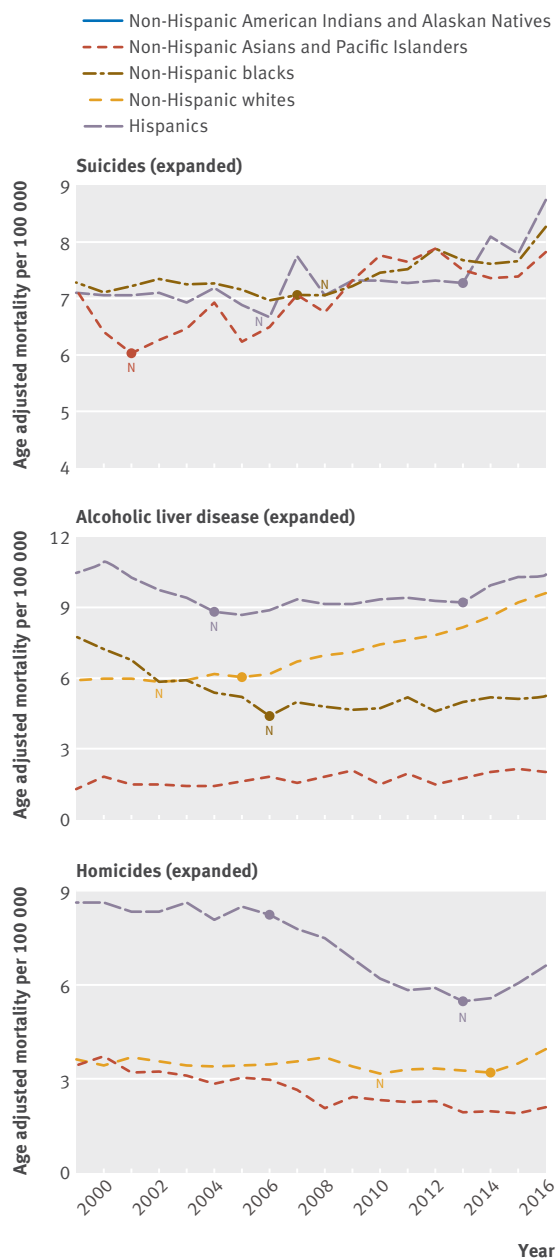 Non-Hispanic American Indians and Alaskan Natives
Non-Hispanic Asians and Pacific Islanders
Non-Hispanic blacks
Non-Hispanic whites
Hispanics
Suicides (expanded)
Age adjusted mortality per 100 000
9
8
7
6
5
4
N
N
N
Alcoholic liver disease (expanded)
Age adjusted mortality per 100 000
12
9
6
3
0
N
N
N
Homicides (expanded)
Age adjusted mortality per 100 000
9
6
3
0
N
N
2000 2002 2004 2006 2008 2010 2012 2014 2016
Year